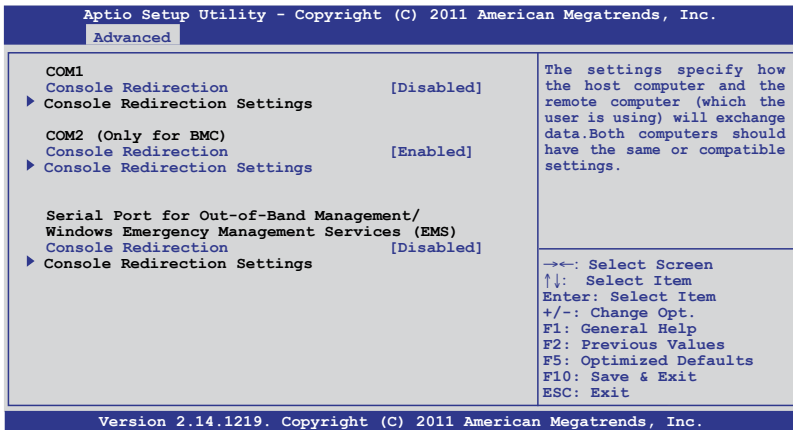 Aptio Setup Utility - Copyright (C) 2011 American Megatrends, Inc.
Advanced
COM1
Console Redirection [Disabled]
Console Redirection Settings
COM2 (Only for BMC)
Console Redirection [Enabled]
Console Redirection Settings
Serial Port for Out-of-Band Management/
Windows Emergency Management Services (EMS)
Console Redirection [Disabled]
Console Redirection Settings
The settings specify how
the host computer and the
remote computer (which the
user is using) will exchange
data.Both computers should
have the same or compatible
settings.
→←: Select Screen
↑↓: Select Item
Enter: Select Item
+/-: Change Opt.
F1: General Help
F2: Previous Values
F5: Optimized Defaults
F10: Save & Exit
ESC: Exit
Version 2.14.1219. Copyright (C) 2011 American Megatrends, Inc.